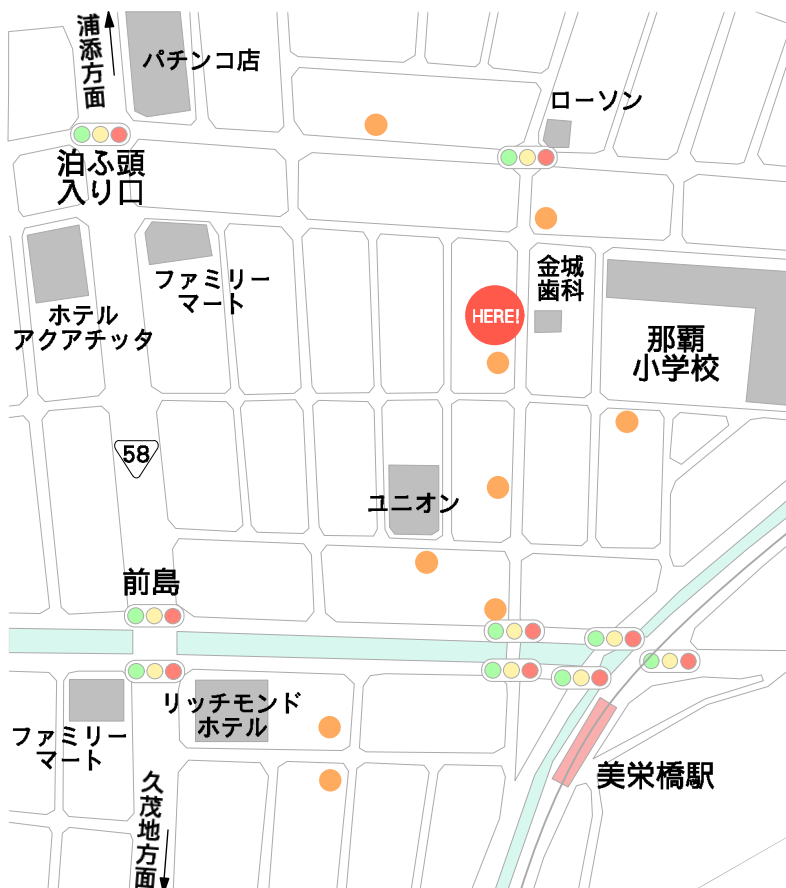 浦添方面
パチンコ店
ローソン
泊ふ頭
入り口
金城
歯科
ファミリー
マート
ホテル
アクアチッタ
HERE!
那覇
小学校
58
ユニオン
前島
リッチモンド
ホテル
ファミリー
マート
美栄橋駅
久茂地方面